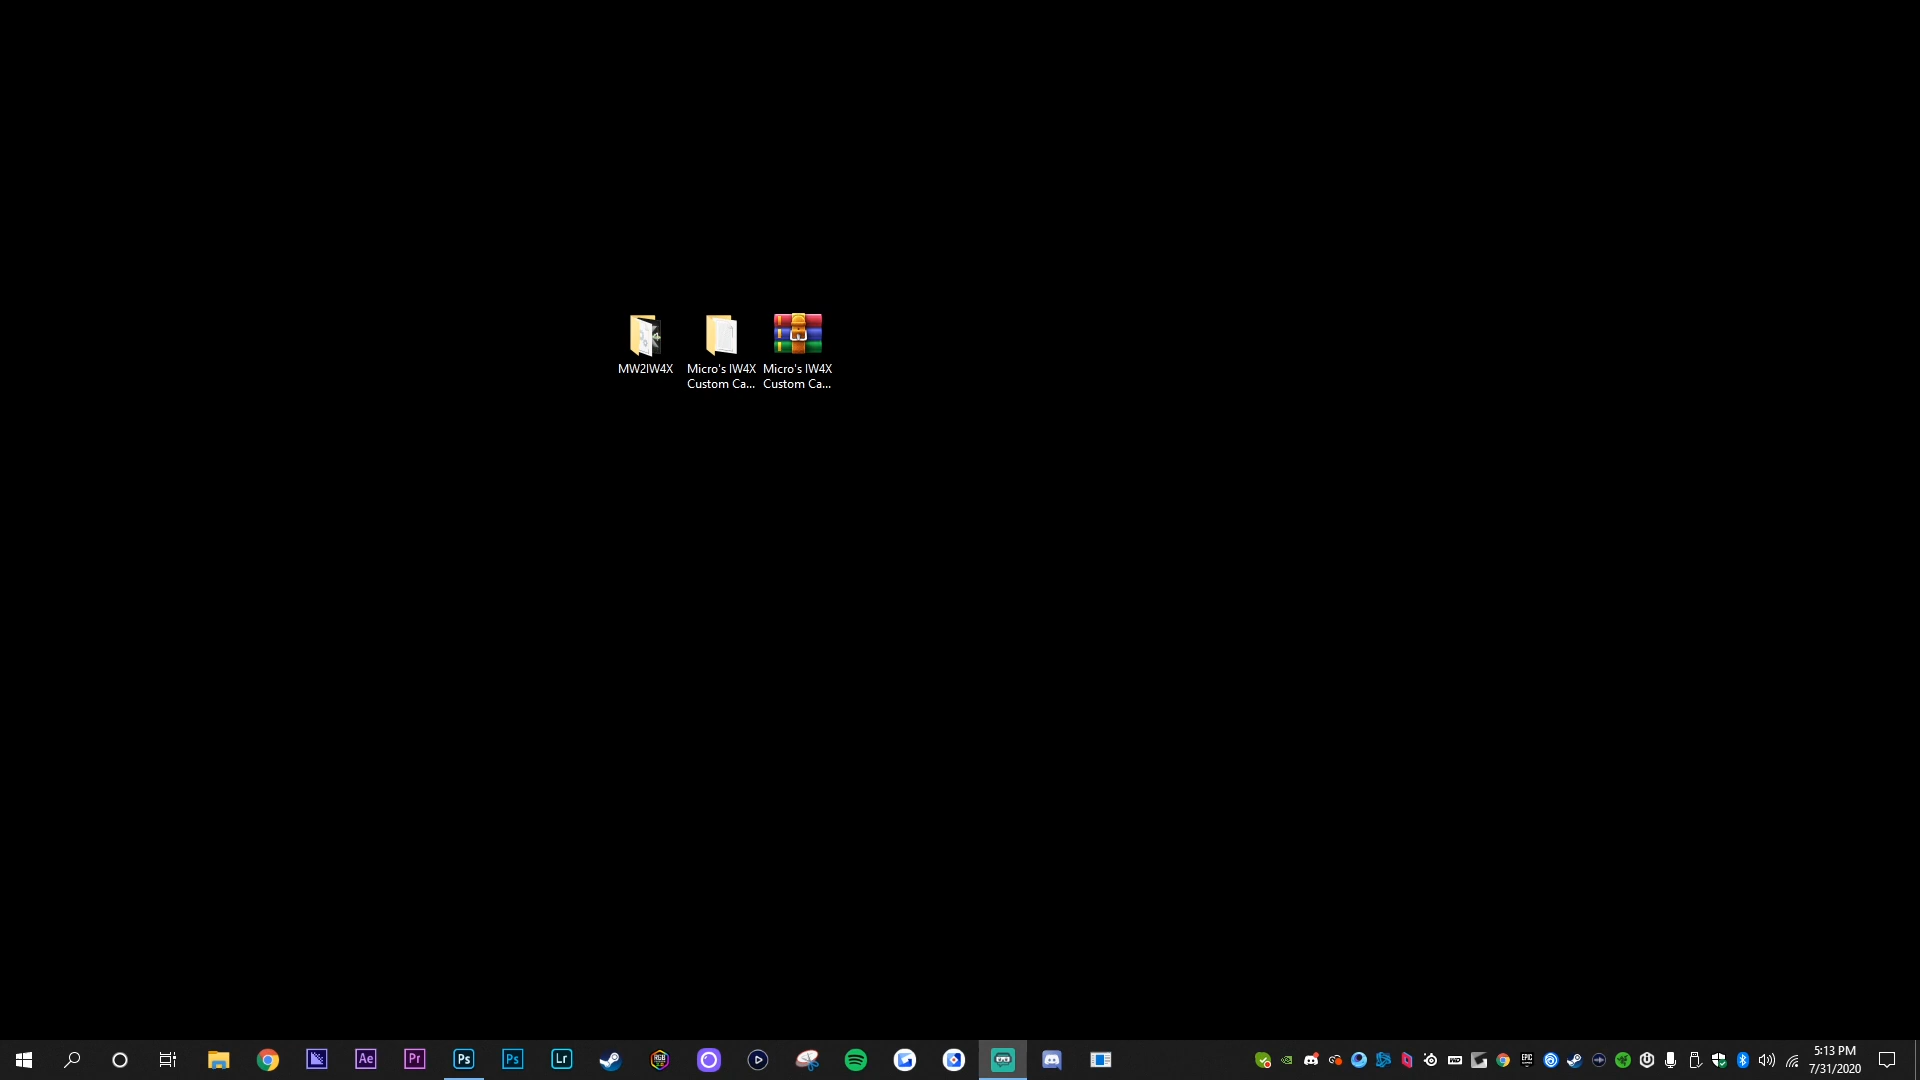 MW2IW4X
Micro's IW4X
Custom Ca...
Micro's IW4X
Custom Ca...
Ae
Pr
Ps
Ps
Lr
5:13 PM
7/31/2020